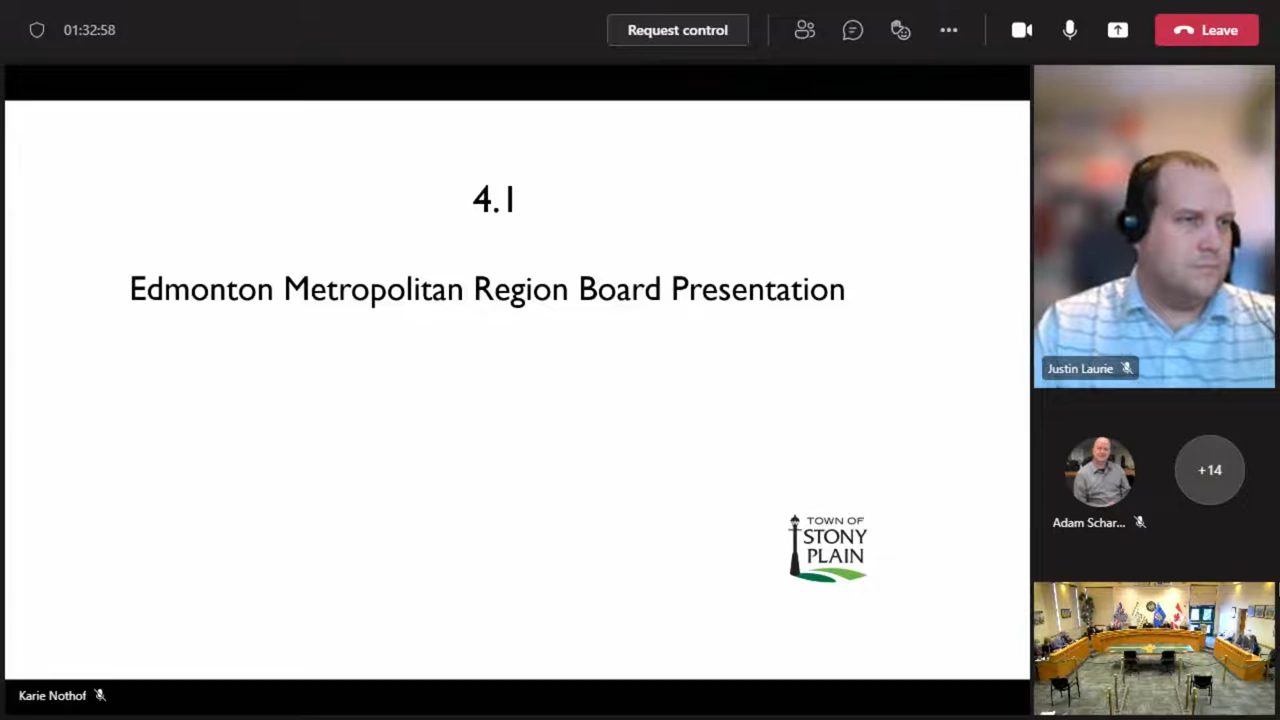 01:32:58
Request control
Leave
4.1
Edmonton Metropolitan Region Board Presentation
TOWN OF
STONY
PLAIN
Justin Laurie
+14
Adam Schar...
Karie Nothof